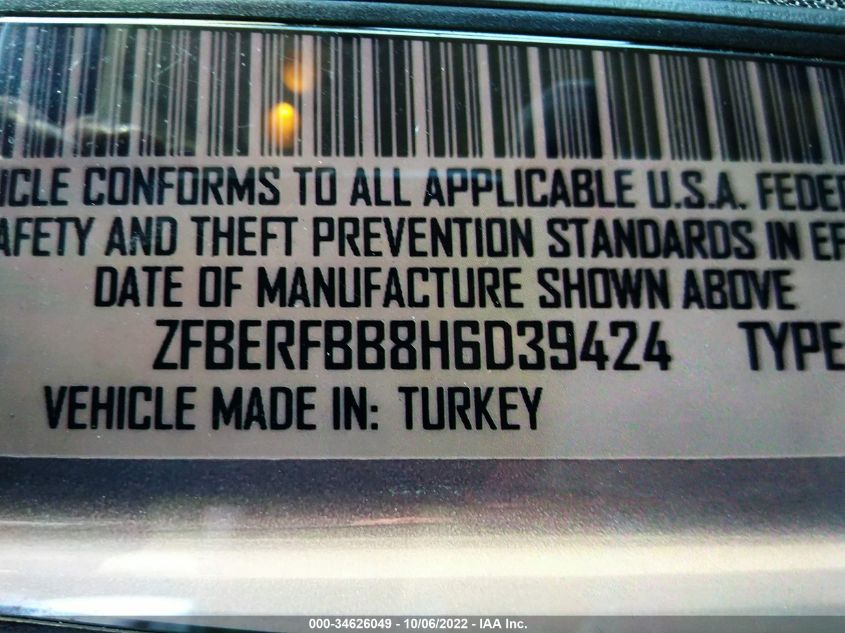 ICLE CONFORMS TO ALL APPLICABLE U.S.A. FEDE
AFETY AND THEFT PREVENTION STANDARDS IN EF
DATE OF MANUFACTURE SHOWN ABOVE
ZFBERFBB8H6D39424 TYPE
VEHICLE MADE IN: TURKEY
000-34626049 - 10/06/2022 - IAA Inc.